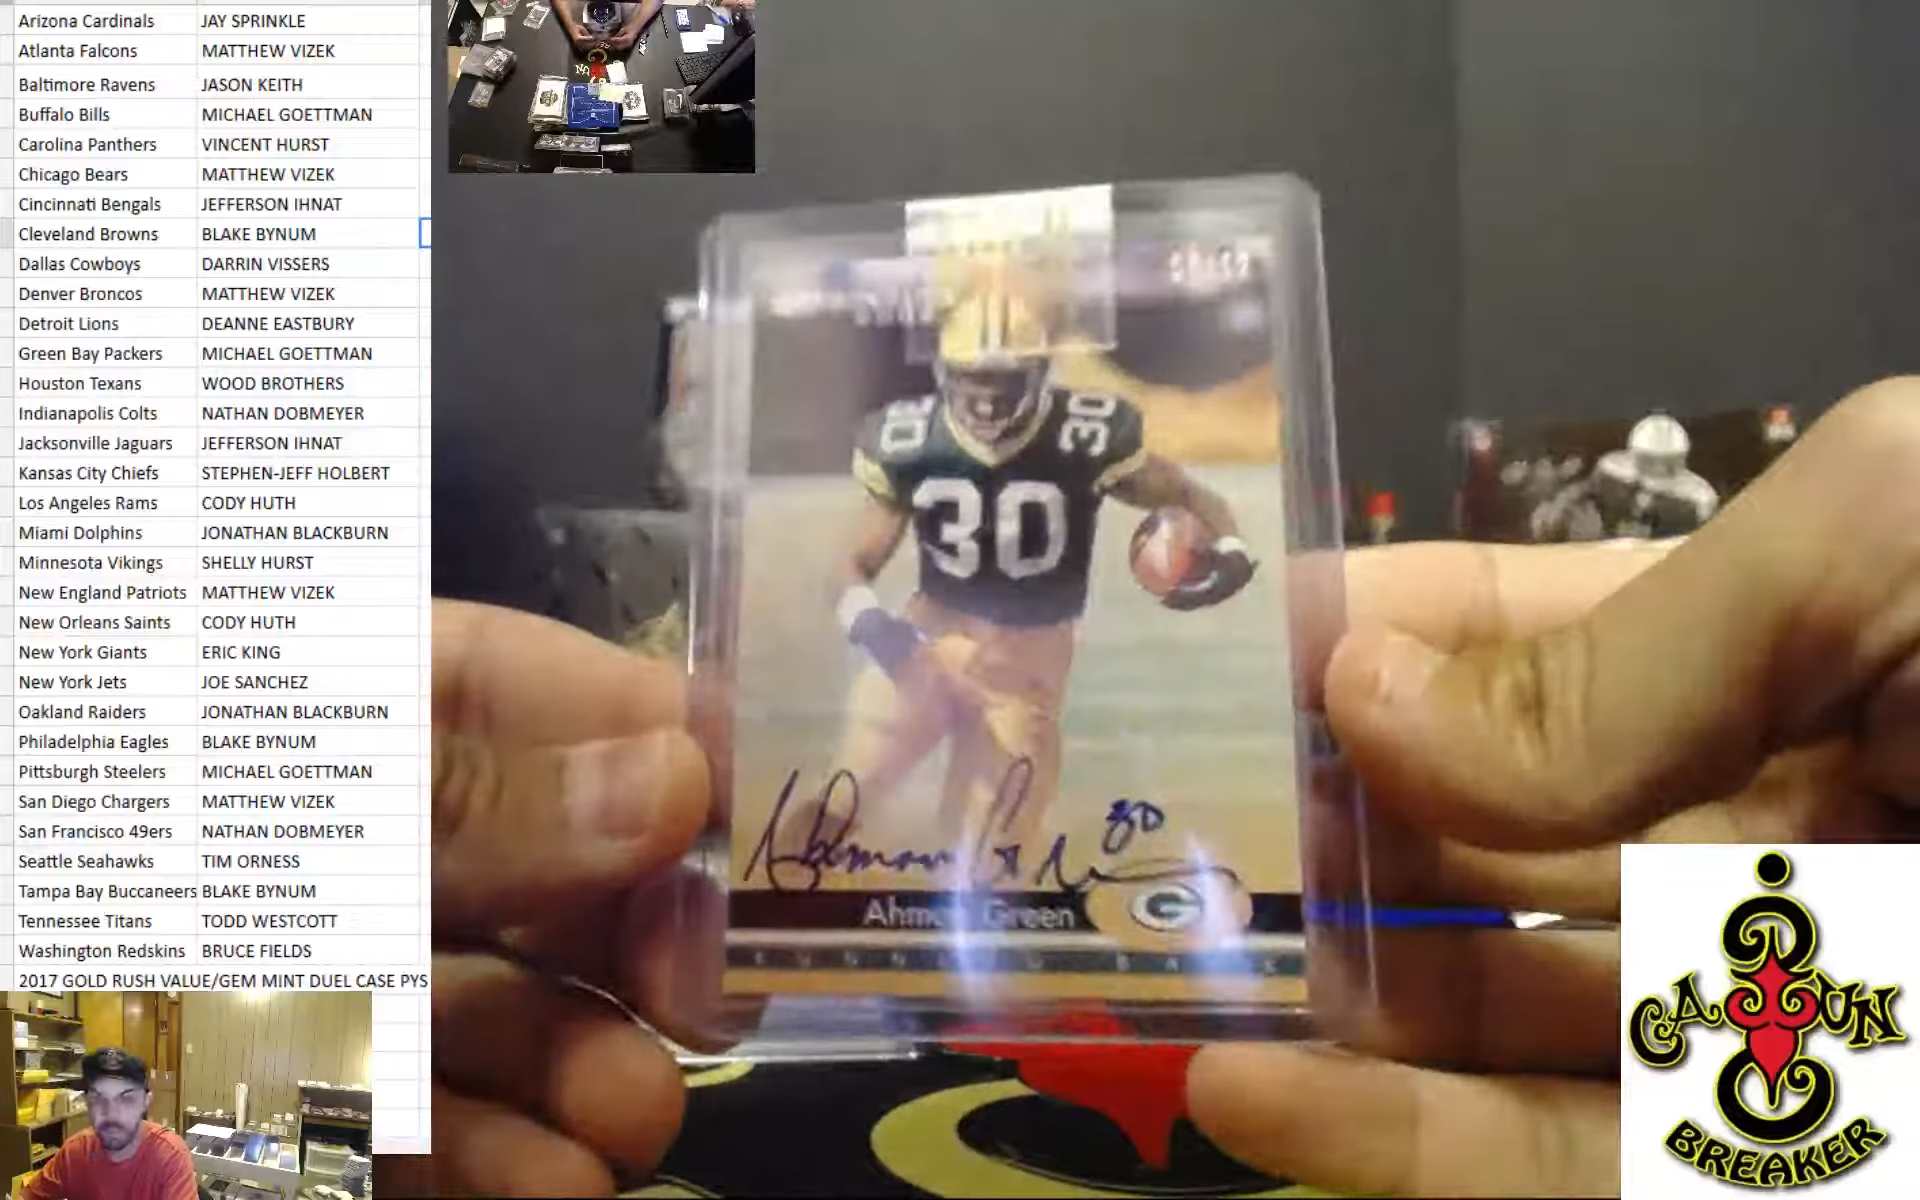 Arizona Cardinals JAY SPRINKLE
Atlanta Falcons MATTHEW VIZEK
Baltimore Ravens JASON KEITH
Buffalo Bills MICHAEL GOETTMAN
Carolina Panthers VINCENT HURST
Chicago Bears MATTHEW VIZEK
Cincinnati Bengals JEFFERSON IHNAT
Cleveland Browns BLAKE BYNUM
Dallas Cowboys DARRIN VISSERS
Denver Broncos MATTHEW VIZEK
Detroit Lions DEANNE EASTBURY
Green Bay Packers MICHAEL GOETTMAN
Houston Texans WOOD BROTHERS
Indianapolis Colts NATHAN DOBMEYER
Jacksonville Jaguars JEFFERSON IHNAT
Kansas City Chiefs STEPHEN-JEFF HOLBERT
Los Angeles Rams CODY HUTH
Miami Dolphins JONATHAN BLACKBURN
Minnesota Vikings SHELLY HURST
New England Patriots MATTHEW VIZEK
New Orleans Saints CODY HUTH
New York Giants ERIC KING
New York Jets JOE SANCHEZ
Oakland Raiders JONATHAN BLACKBURN
Philadelphia Eagles BLAKE BYNUM
Pittsburgh Steelers MICHAEL GOETTMAN
San Diego Chargers MATTHEW VIZEK
San Francisco 49ers NATHAN DOBMEYER
Seattle Seahawks TIM ORNESS
Tampa Bay Buccaneers BLAKE BYNUM
Tennessee Titans TODD WESTCOTT
Washington Redskins BRUCE FIELDS
2017 GOLD RUSH VALUE/GEM MINT DUEL CASE PYS
30 30
30
30
Green G
RUNNING BACK
CAJUN
BREAKER